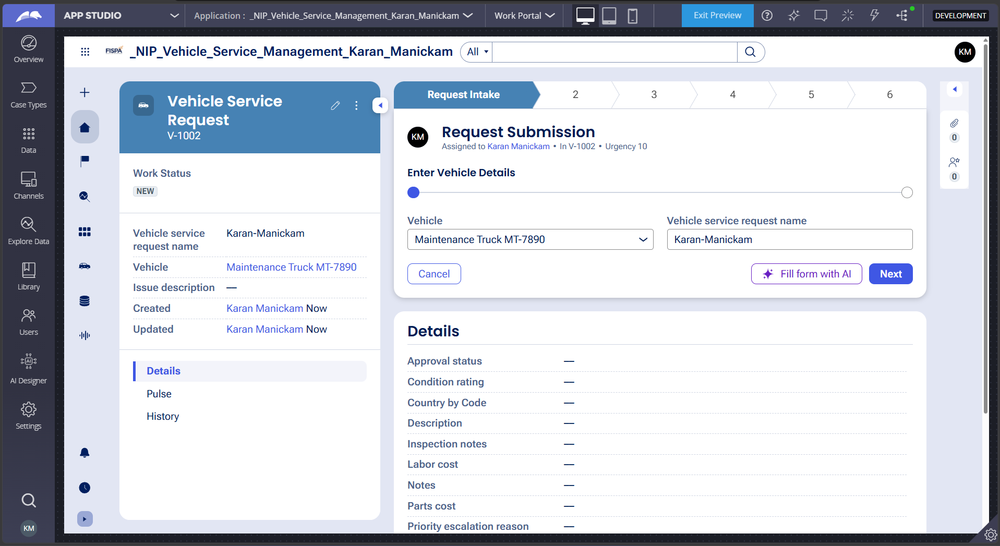 APP STUDIO
Application : _NIP_Vehicle_Service_Management_Karan_Manickam
Work Portal
Exit Preview
DEVELOPMENT
Overview
Case Types
Data
Channels
Explore Data
Library
Users
AI
AI Designer
Settings
KM
FISPA
_NIP_Vehicle_Service_Management_Karan_Manickam
All
KM
Vehicle Service
Request
V-1002
Work Status
NEW
Vehicle service
request name
Karan-Manickam
Vehicle
Maintenance Truck MT-7890
Issue description
—
Created
Karan Manickam Now
Updated
Karan Manickam Now
Details
Pulse
History
Request Intake
2
3
4
5
6
KM
Request Submission
Assigned to Karan Manickam • In V-1002 • Urgency 10
Enter Vehicle Details
Vehicle
Maintenance Truck MT-7890
Vehicle service request name
Karan-Manickam
Cancel
Fill form with AI
Next
Details
Approval status —
Condition rating —
Country by Code —
Description —
Inspection notes —
Labor cost —
Notes —
Parts cost —
Priority escalation reason —
0
0